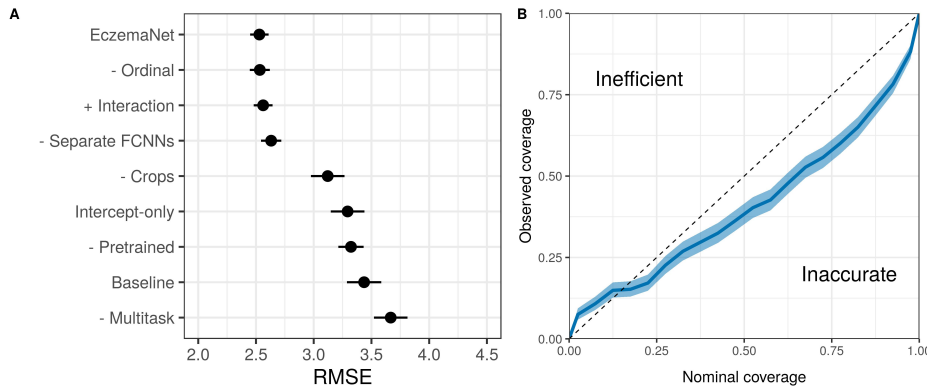 A
EczemaNet
- Ordinal
+ Interaction
- Separate FCNNs
- Crops
Intercept-only
- Pretrained
Baseline
- Multitask
2.0 2.5 3.0 3.5 4.0 4.5
RMSE
B
1.00
0.75
0.50
0.25
0.00
Observed coverage
Inefficient
Inaccurate
0.00 0.25 0.50 0.75 1.00
Nominal coverage